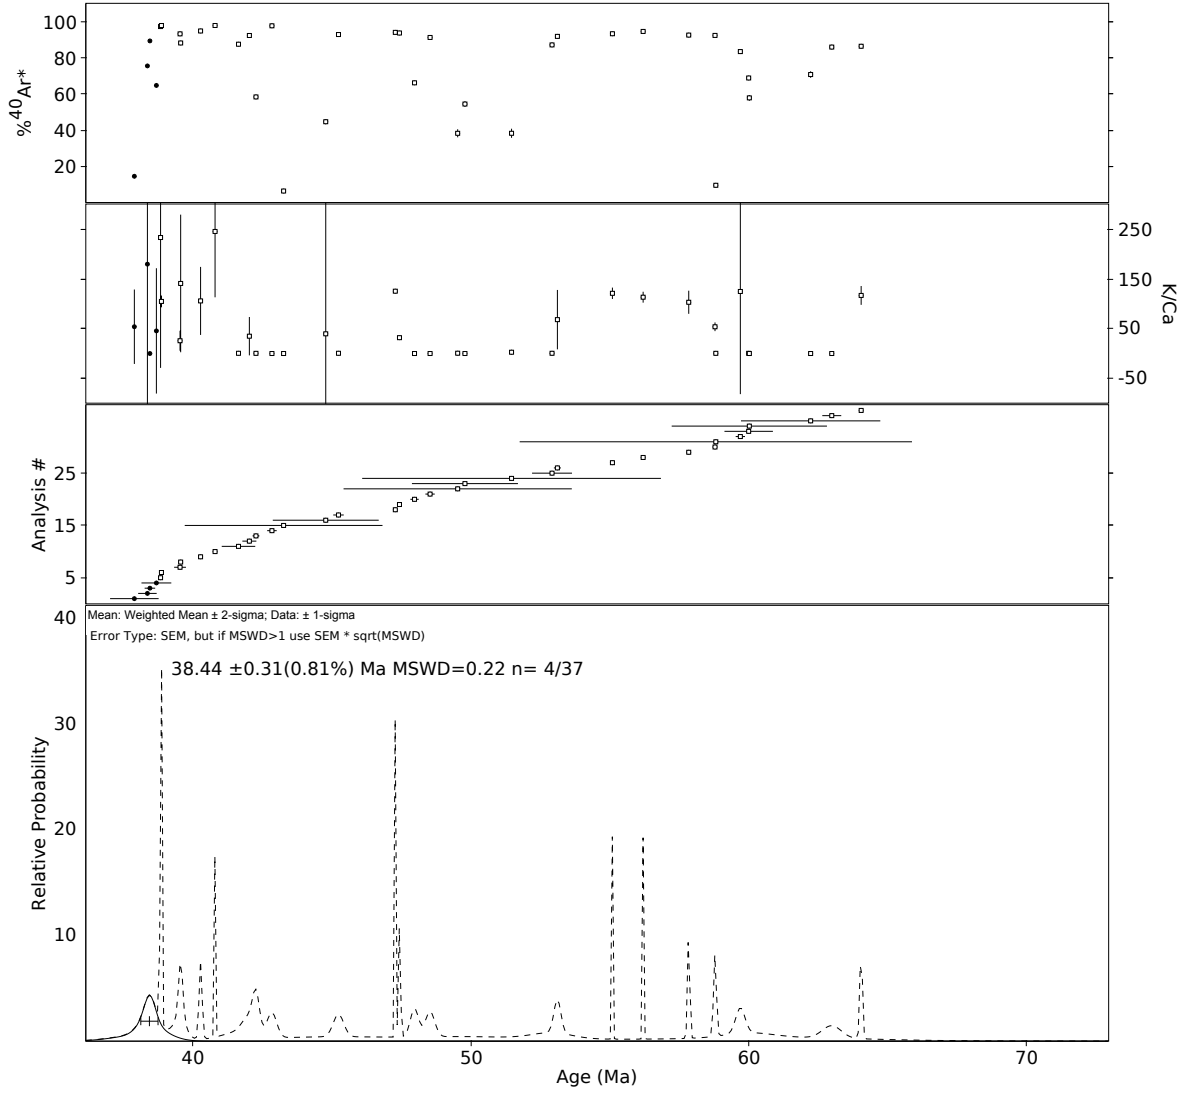 100
80
60
40
20
%40Ar*
250
150
50
-50
K/Ca
25
15
5
Analysis #
40
30
20
10
Relative Probability
Mean: Weighted Mean ± 2-sigma; Data: ± 1-sigma
Error Type: SEM, but if MSWD>1 use SEM * sqrt(MSWD)
38.44 ±0.31(0.81%) Ma MSWD=0.22 n= 4/37
40 50 60 70
Age (Ma)